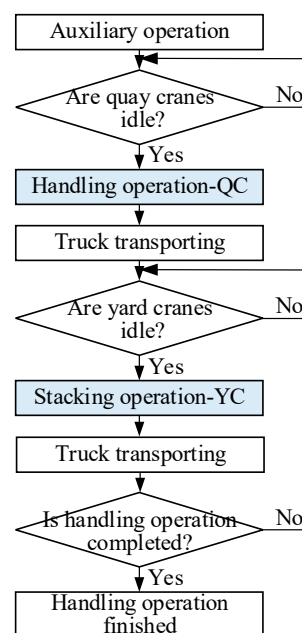 Auxiliary operation
Are quay cranes
idle?
No
Yes
Handling operation-QC
Truck transporting
Are yard cranes
idle?
No
Yes
Stacking operation-YC
Truck transporting
Is handling operation
completed?
No
Yes
Handling operation
finished